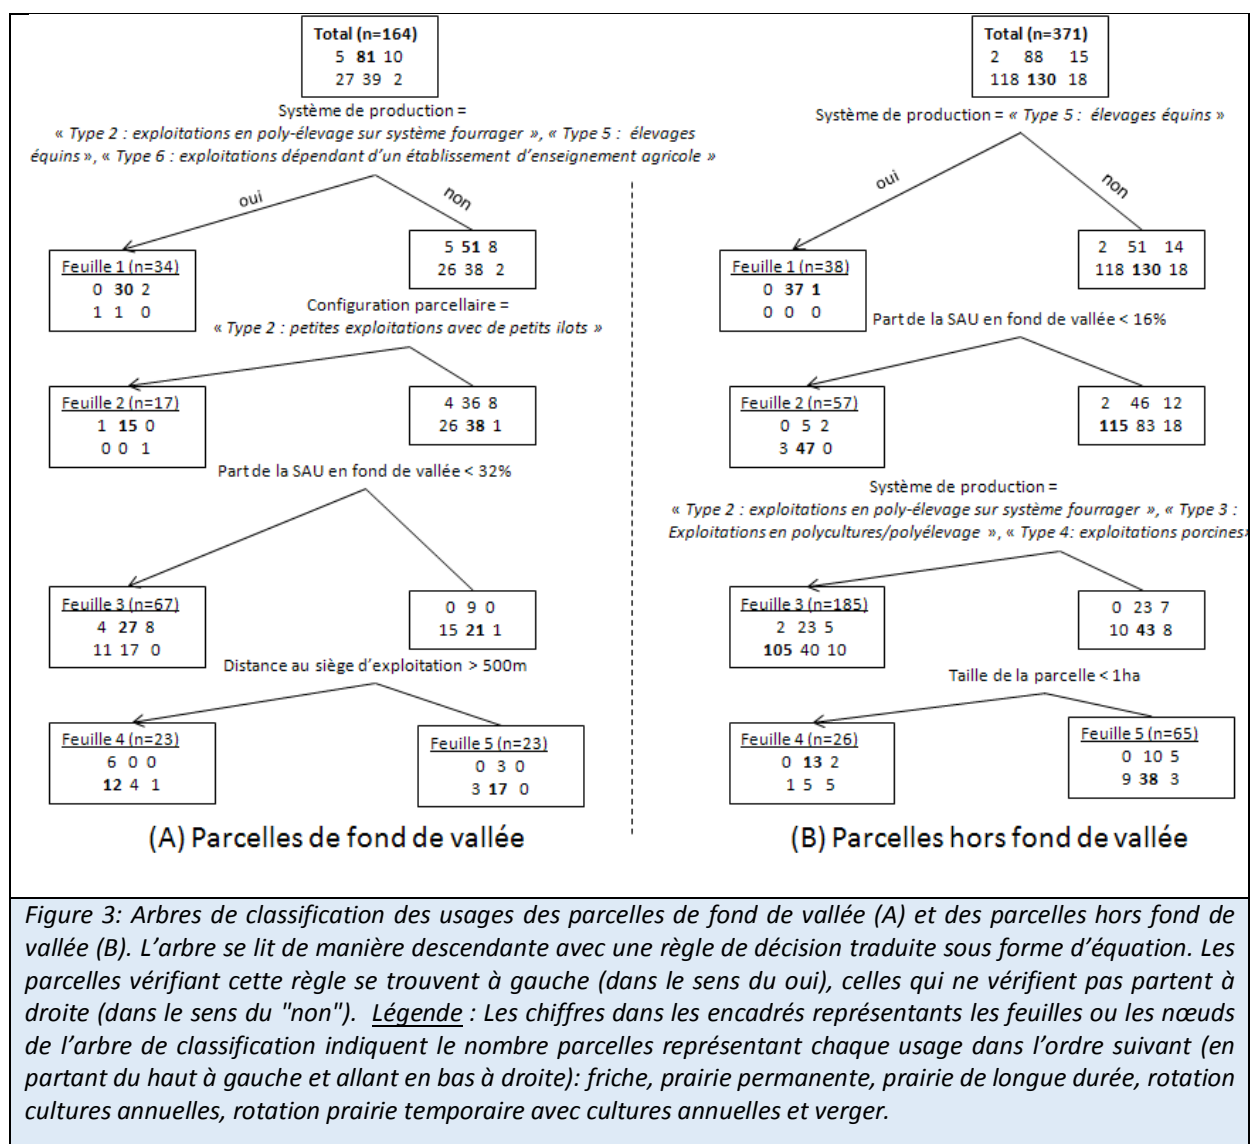 Total (n=164)
5 81 10
27 39 2
Système de production =
« Type 2 : exploitations en poly-élevage sur système fourrager », « Type 5 : élevages
équins », « Type 6 : exploitations dépendant d’un établissement d’enseignement agricole »
oui
non
Feuille 1 (n=34)
0 30 2
1 1 0
5 51 8
26 38 2
Configuration parcellaire =
« Type 2 : petites exploitations avec de petits ilots »
Feuille 2 (n=17)
1 15 0
0 0 1
4 36 8
26 38 1
Part de la SAU en fond de vallée < 32%
Feuille 3 (n=67)
4 27 8
11 17 0
0 9 0
15 21 1
Distance au siège d’exploitation > 500m
Feuille 4 (n=23)
6 0 0
12 4 1
Feuille 5 (n=23)
0 3 0
3 17 0
(A) Parcelles de fond de vallée
Total (n=371)
2 88 15
118 130 18
Système de production = « Type 5 : élevages équins »
oui
non
Feuille 1 (n=38)
0 37 1
0 0 0
2 51 14
118 130 18
Part de la SAU en fond de vallée < 16%
Feuille 2 (n=57)
0 5 2
3 47 0
2 46 12
115 83 18
Système de production =
« Type 2 : exploitations en poly-élevage sur système fourrager », « Type 3 :
Exploitations en polycultures/polyélevage », « Type 4: exploitations porcines»
Feuille 3 (n=185)
2 23 5
105 40 10
0 23 7
10 43 8
Taille de la parcelle < 1ha
Feuille 4 (n=26)
0 13 2
1 5 5
Feuille 5 (n=65)
0 10 5
9 38 3
(B) Parcelles hors fond de vallée
Figure 3: Arbres de classification des usages des parcelles de fond de vallée (A) et des parcelles hors fond de
vallée (B). L’arbre se lit de manière descendante avec une règle de décision traduite sous forme d’équation. Les
parcelles vérifiant cette règle se trouvent à gauche (dans le sens du oui), celles qui ne vérifient pas partent à
droite (dans le sens du "non"). Légende : Les chiffres dans les encadrés représentants les feuilles ou les nœuds
de l’arbre de classification indiquent le nombre parcelles représentant chaque usage dans l’ordre suivant (en
partant du haut à gauche et allant en bas à droite): friche, prairie permanente, prairie de longue durée, rotation
cultures annuelles, rotation prairie temporaire avec cultures annuelles et verger.